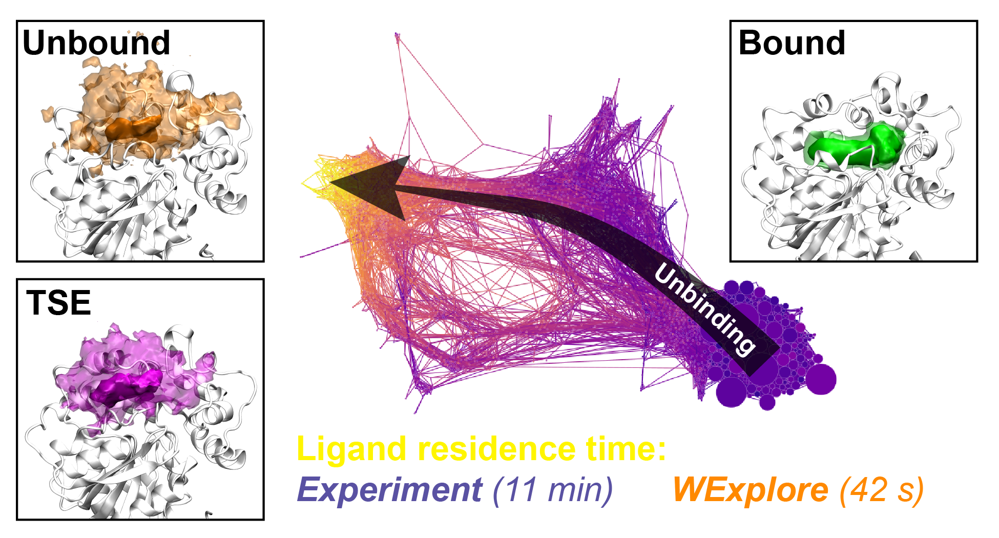 Unbound
Bound
Unbinding
TSE
Ligand residence time:
Experiment (11 min)
WExplore (42 s)